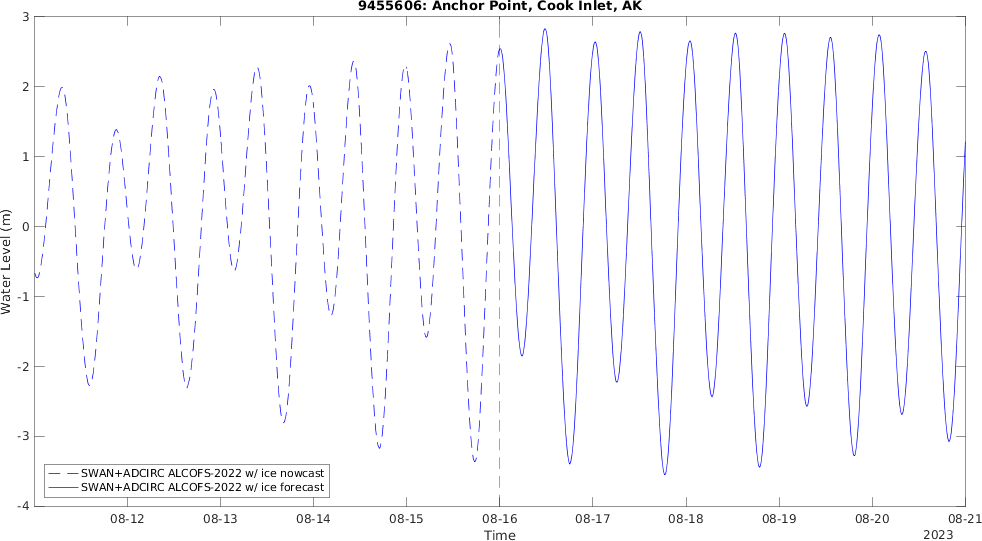 9455606: Anchor Point, Cook Inlet, AK
3
2
1
0
-1
-2
-3
-4
Water Level (m)
SWAN+ADCIRC ALCOFS-2022 w/ ice nowcast
SWAN+ADCIRC ALCOFS-2022 w/ ice forecast
08-12 08-13 08-14 08-15 08-16 08-17 08-18 08-19 08-20 08-21
Time
2023